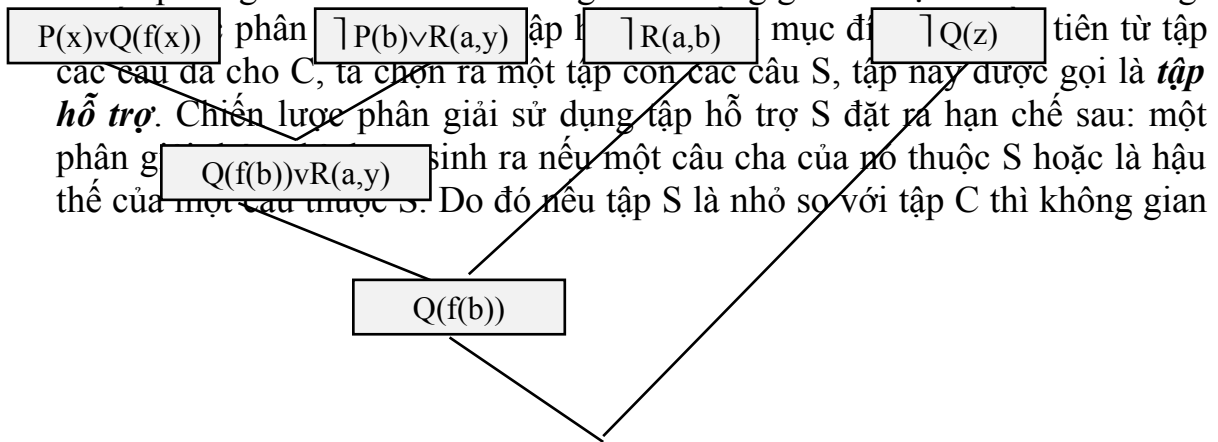 P(x)vQ(f(x)) phân ⌉P(b)∨R(a,y) ⌉R(a,b) mục ⌉Q(z) tiên từ tập
các câu đã cho C, ta chọn ra một tập con các câu S, tập này được gọi là tập
hỗ trợ. Chiến lược phân giải sử dụng tập hỗ trợ S đặt ra hạn chế sau: một
phân sinh ra nếu một câu cha của nó thuộc S hoặc là hậu
Q(f(b))vR(a,y)
thế của một câu thuộc S. Do đó nếu tập S là nhỏ so với tập C thì không gian
Q(f(b))